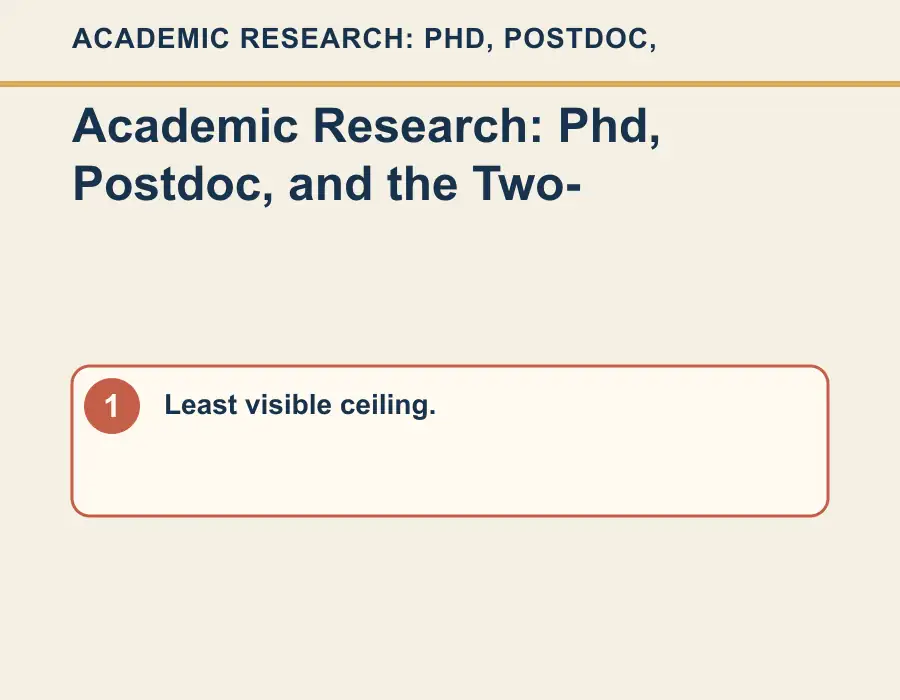 ACADEMIC RESEARCH: PHD, POSTDOC,
Academic Research: Phd,
Postdoc, and the Two-
1 Least visible ceiling.